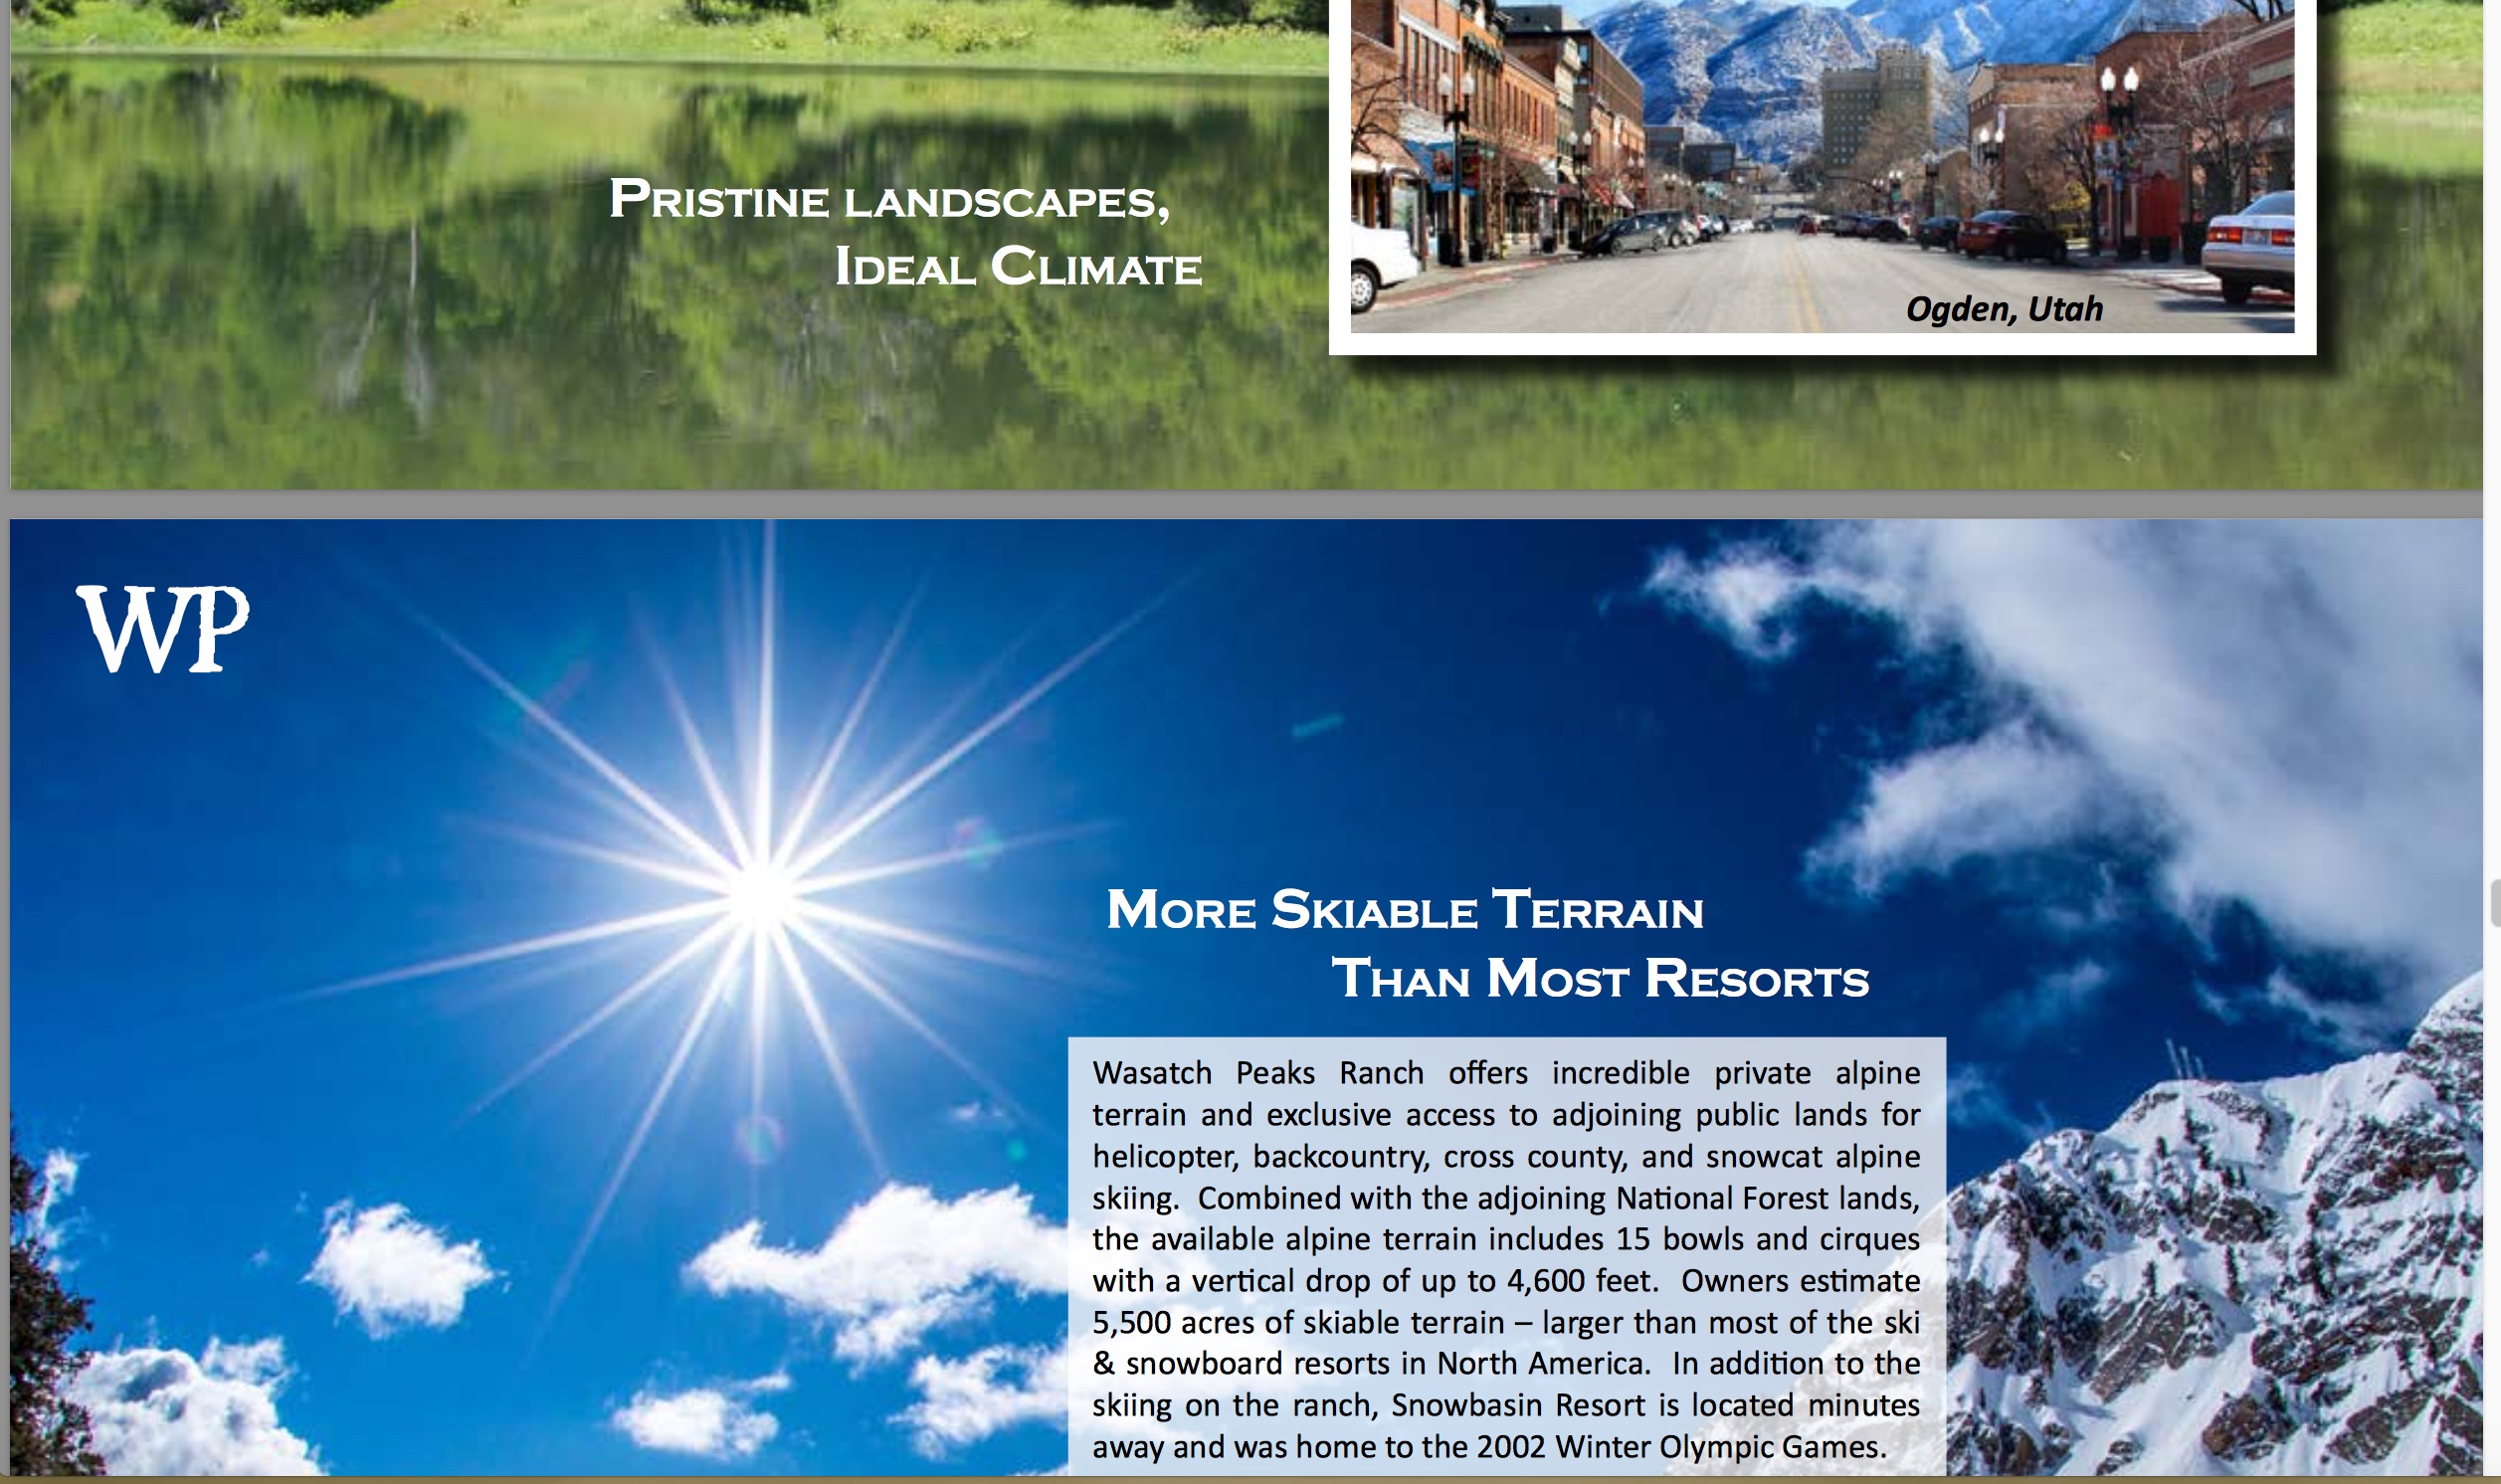 Pristine landscapes,
Ideal Climate
Ogden, Utah
WP
More Skiable Terrain
Than Most Resorts
Wasatch Peaks Ranch offers incredible private alpine
terrain and exclusive access to adjoining public lands for
helicopter, backcountry, cross county, and snowcat alpine
skiing.  Combined with the adjoining National Forest lands,
the available alpine terrain includes 15 bowls and cirques
with a vertical drop of up to 4,600 feet.  Owners estimate
5,500 acres of skiable terrain – larger than most of the ski
& snowboard resorts in North America.  In addition to the
skiing on the ranch, Snowbasin Resort is located minutes
away and was home to the 2002 Winter Olympic Games.